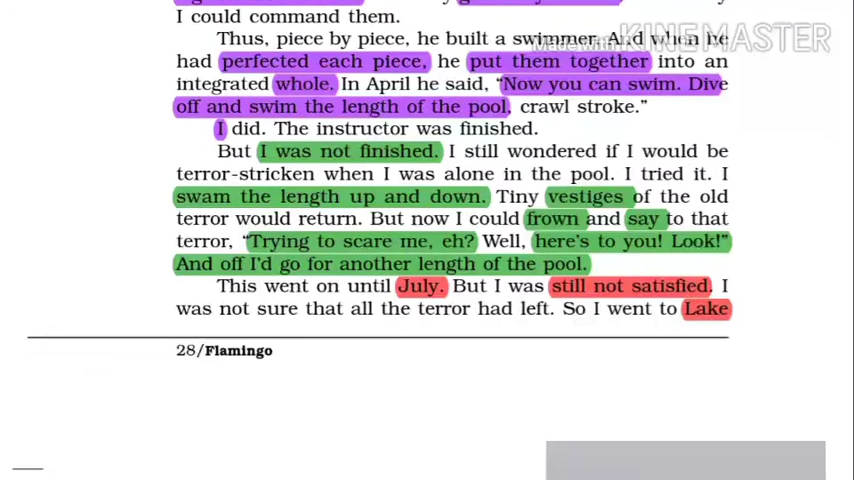 I could command them.
Made with KINEMASTER
Thus, piece by piece, he built a swimmer. And when he
had perfected each piece, he put them together into an
integrated whole. In April he said, “Now you can swim. Dive
off and swim the length of the pool, crawl stroke.”
I did. The instructor was finished.
But I was not finished. I still wondered if I would be
terror-stricken when I was alone in the pool. I tried it. I
swam the length up and down. Tiny vestiges of the old
terror would return. But now I could frown and say to that
terror, “Trying to scare me, eh? Well, here’s to you! Look!”
And off I’d go for another length of the pool.
This went on until July. But I was still not satisfied. I
was not sure that all the terror had left. So I went to Lake
28/Flamingo